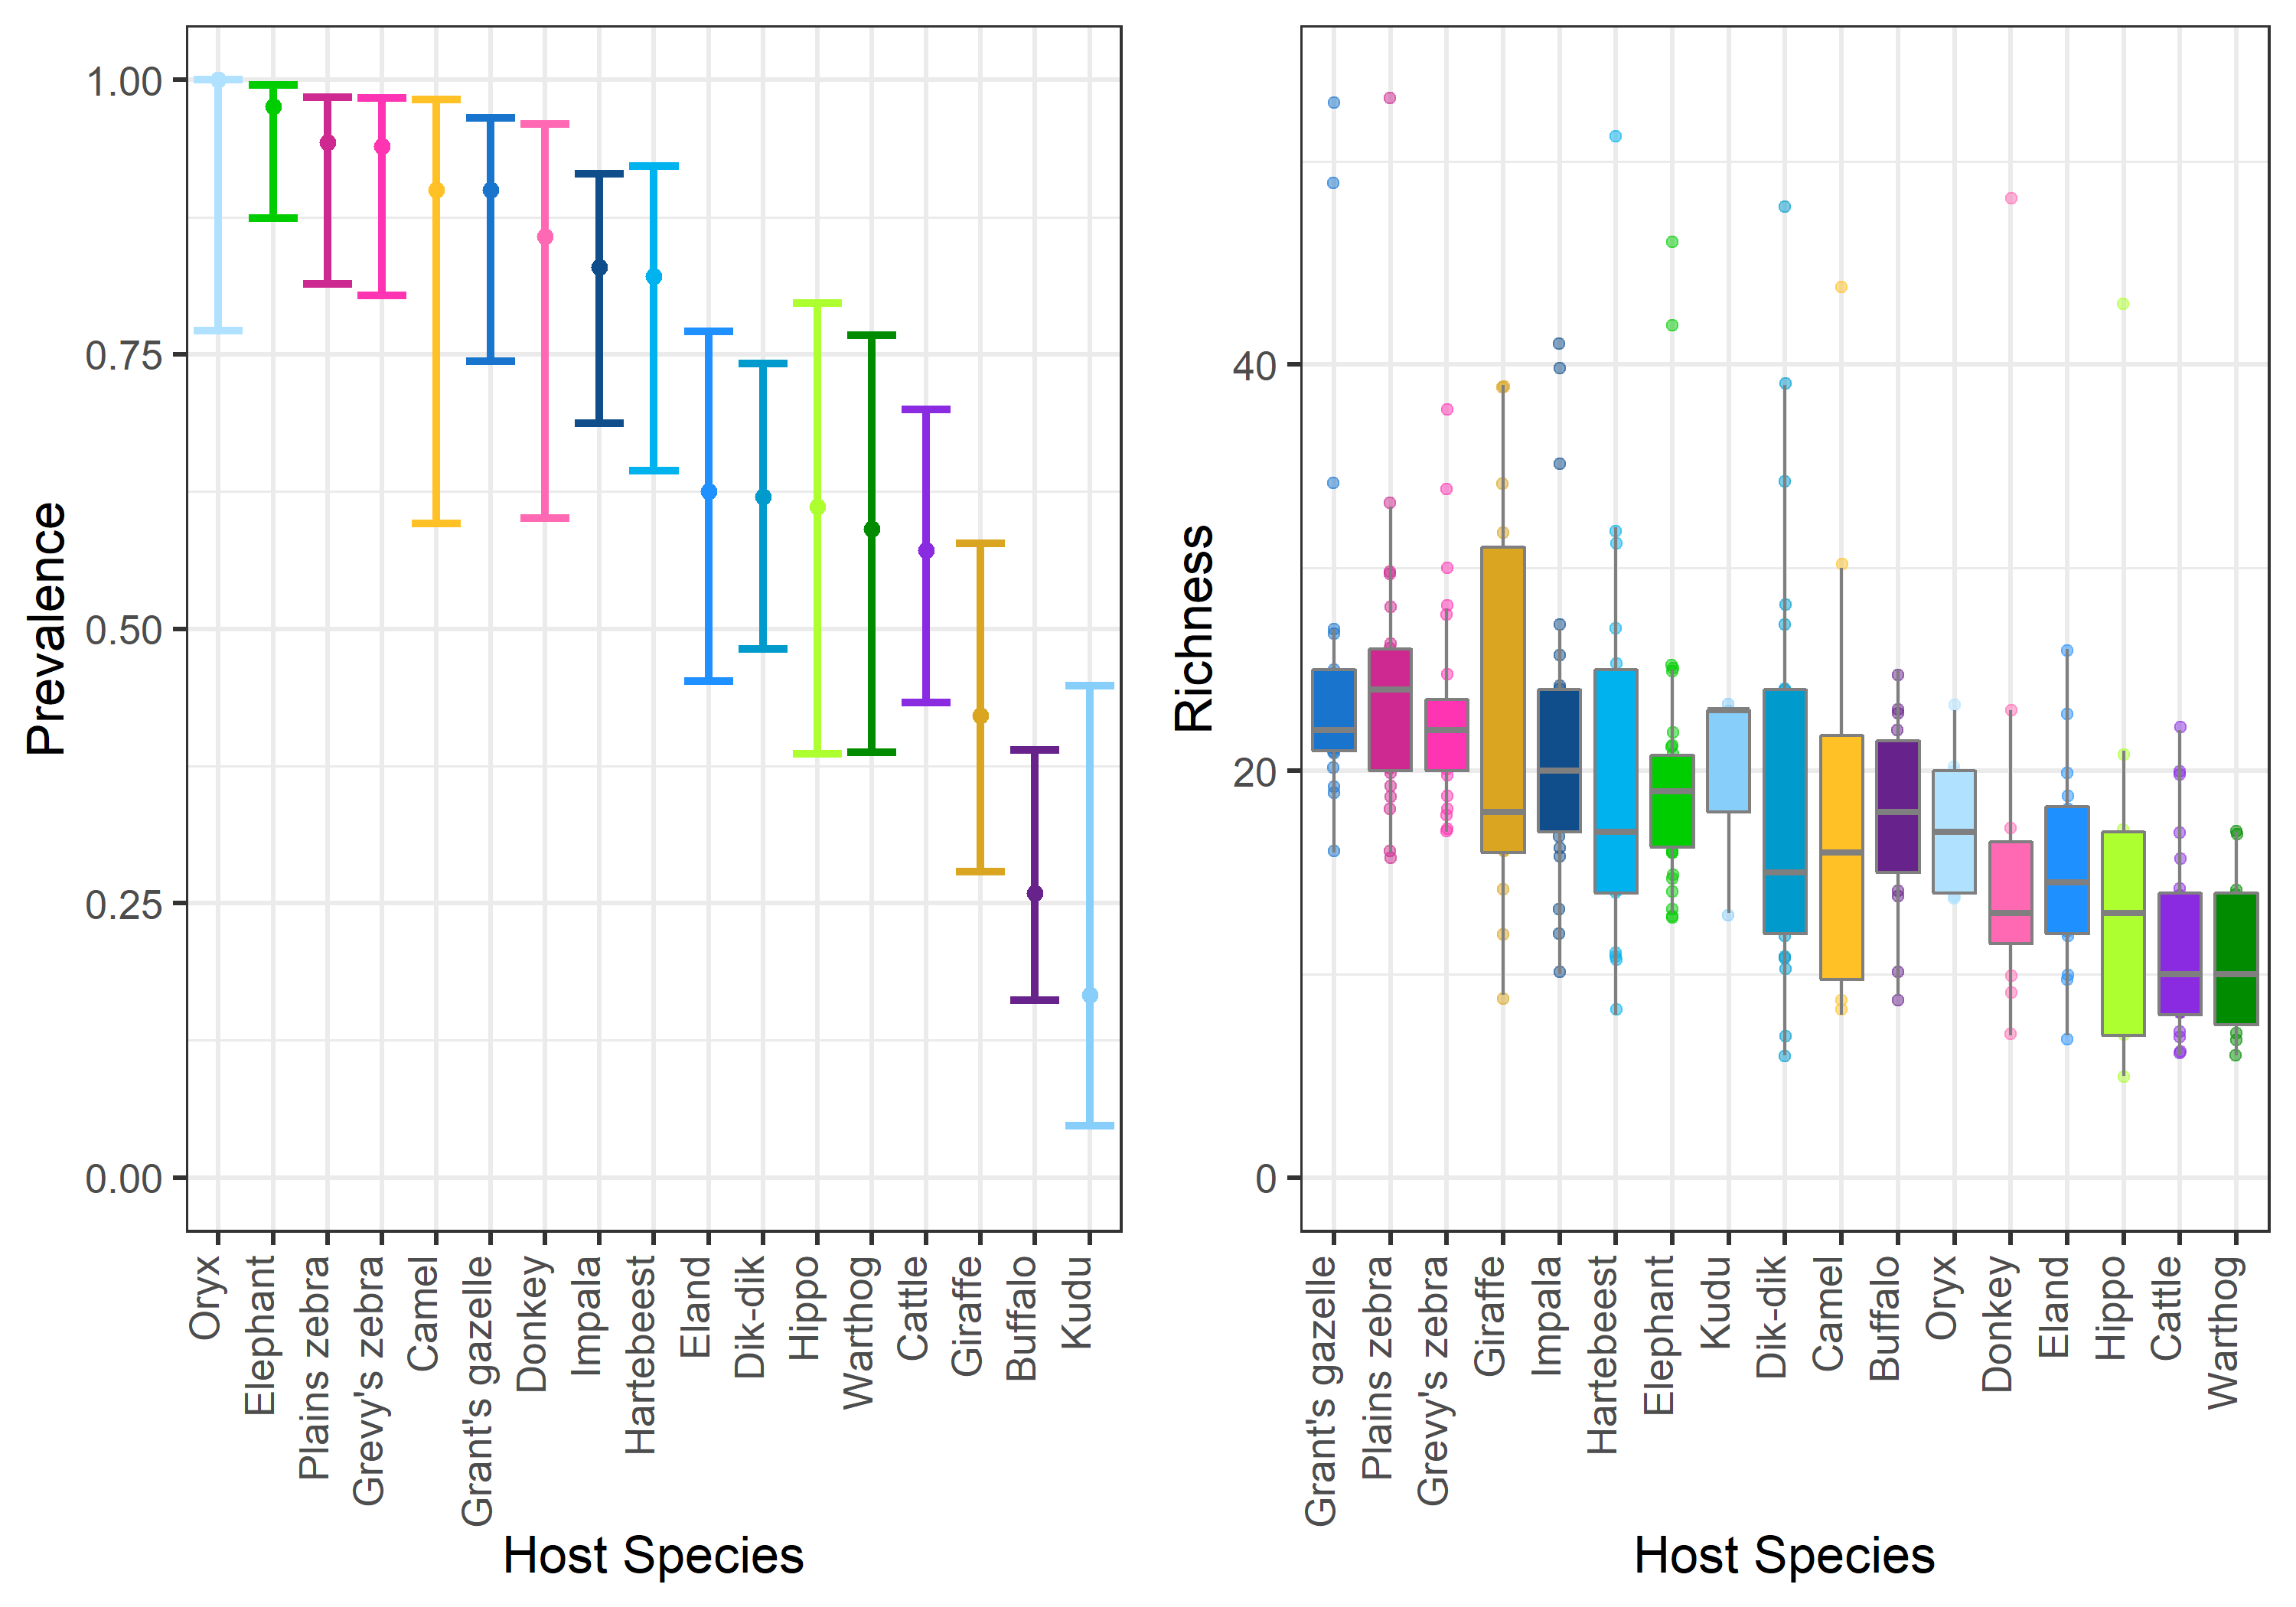 Prevalence
1.00
0.75
0.50
0.25
0.00
Oryx
Elephant
Plains zebra
Grevy's zebra
Camel
Grant's gazelle
Donkey
Impala
Hartebeest
Eland
Dik-dik
Hippo
Warthog
Cattle
Giraffe
Buffalo
Kudu
Host Species
Richness
40
20
0
Grant's gazelle
Plains zebra
Grevy's zebra
Giraffe
Impala
Hartebeest
Elephant
Kudu
Dik-dik
Camel
Buffalo
Oryx
Donkey
Eland
Hippo
Cattle
Warthog
Host Species